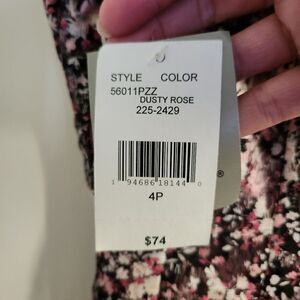 STYLE COLOR
56011PZZ
DUSTY ROSE
225-2429
1 94686 18144 0
4P
$74
®